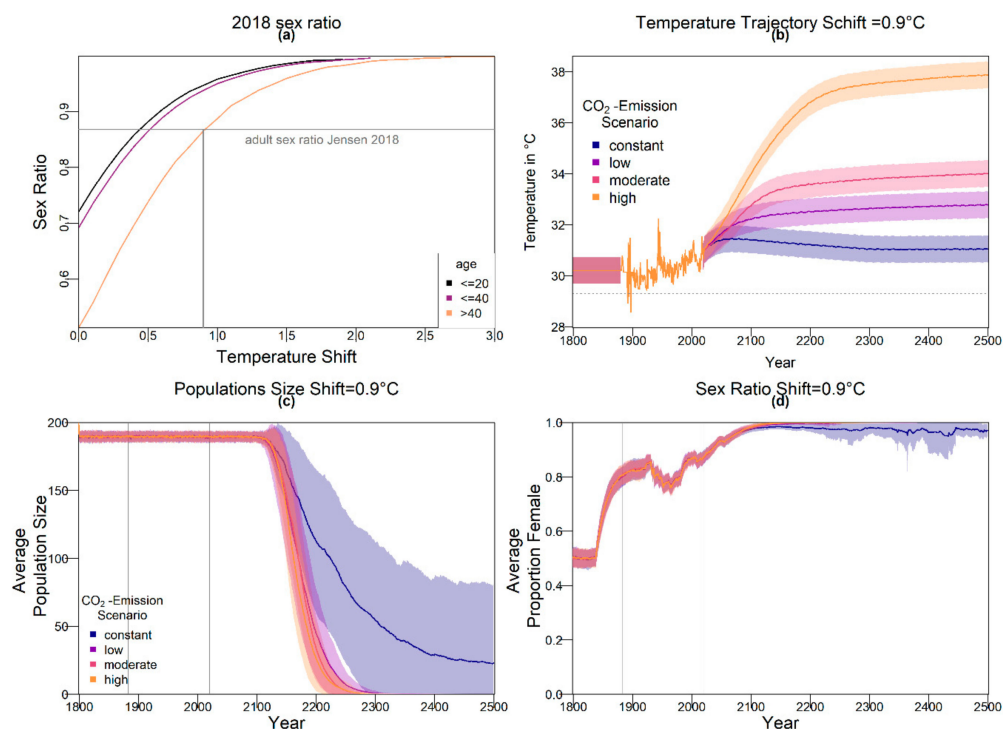 2018 sex ratio
(a)
Sex Ratio
0,6
0,7
0,8
0,9
adult sex ratio Jensen 2018
age
<=20
<=40
>40
0,0
0,5
1,0
1,5
2,0
2,5
3,0
Temperature Shift
Temperature Trajectory Schift =0.9°C
(b)
Temperature in °C
38
36
34
32
30
28
CO2 -Emission
Scenario
constant
low
moderate
high
1800
1900
2000
2100
2200
2300
2400
2500
Year
Populations Size Shift=0.9°C
(c)
Average
Population Size
200
150
100
50
0
CO2 -Emission
Scenario
constant
low
moderate
high
1800
1900
2000
2100
2200
2300
2400
2500
Year
Sex Ratio Shift=0.9°C
(d)
Average
Proportion Female
1.0
0.8
0.6
0.4
0.2
0.0
1800
1900
2000
2100
2200
2300
2400
2500
Year